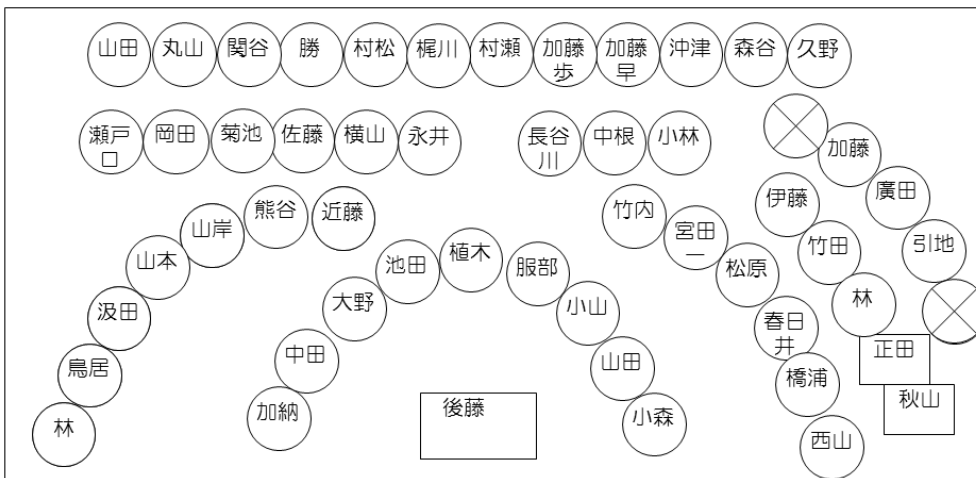 山田 丸山 関谷 勝 村松 梶川 村瀬 加藤歩 加藤早 沖津 森谷 久野
瀬戸口 岡田 菊池 佐藤 横山 永井 長谷川 中根 小林 加藤
熊谷 近藤 竹内 伊藤 廣田
山岸 宮田一 竹田 引地
山本 池田 植木 服部 松原 林
汲田 大野 小山 春日井 正田
鳥居 中田 山田 橋浦 秋山
林 加納 後藤 小森 西山